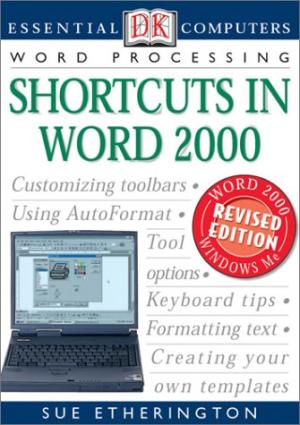 ESSENTIAL DK COMPUTERS
WORD PROCESSING
SHORTCUTS IN
WORD 2000
Customizing toolbars •
Using AutoFormat •
Tool
options •
Keyboard tips •
Formatting text •
Creating your
own templates
WORD 2000
REVISED
EDITION
WINDOWS Me
SUE ETHERINGTON